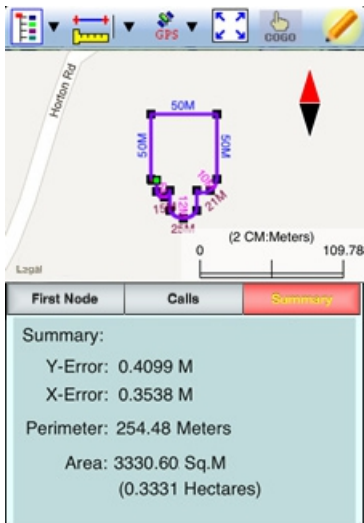 GPS
COGO
Horton Rd
50M
50M
50M
10M
12M
15M
21M
25M
(2 CM:Meters)
0 109.78
Legal
First Node Calls Summary
Summary:
Y-Error: 0.4099 M
X-Error: 0.3538 M
Perimeter: 254.48 Meters
Area: 3330.60 Sq.M
(0.3331 Hectares)